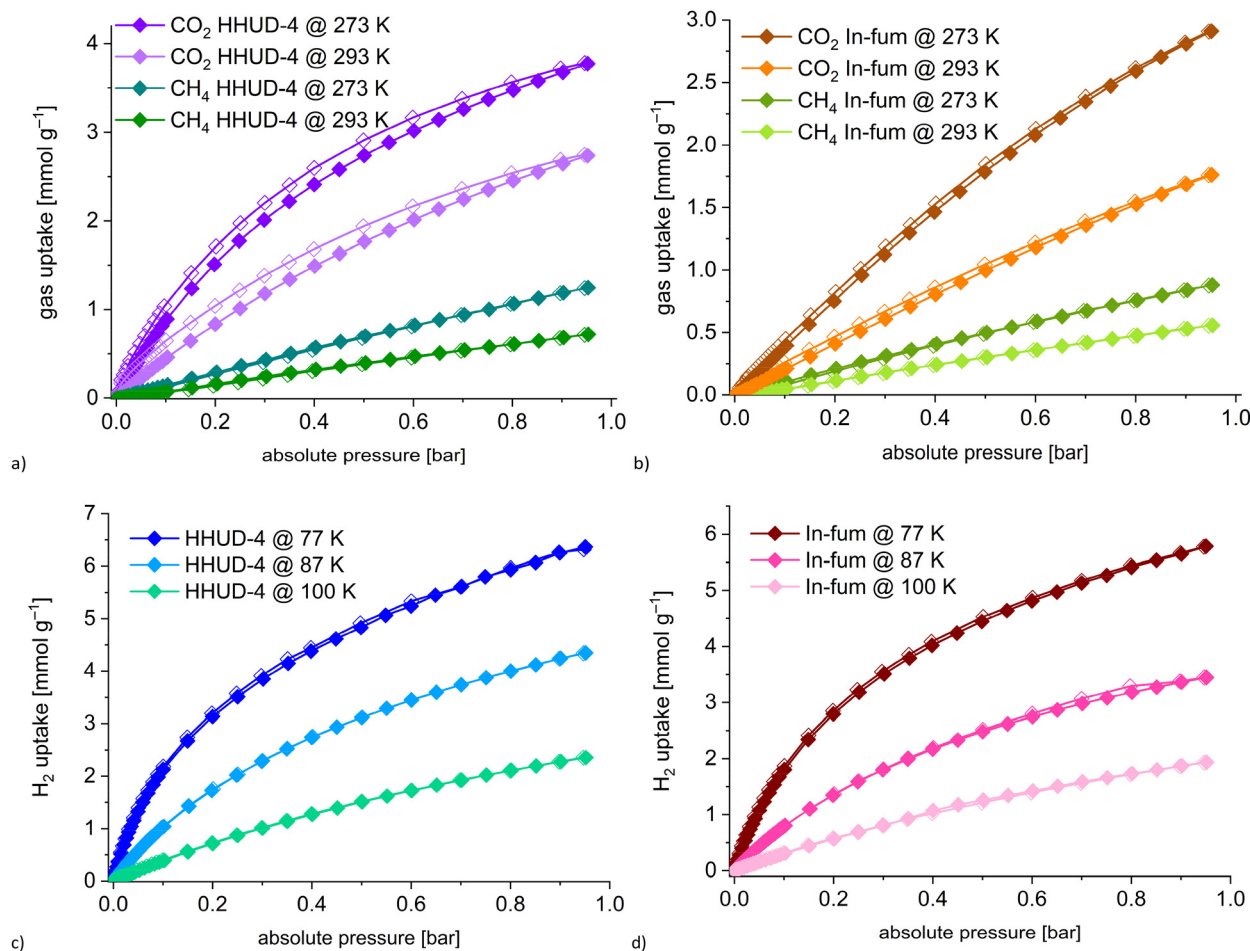 CO₂ HHUD-4 @ 273 K
CO₂ HHUD-4 @ 293 K
CH₄ HHUD-4 @ 273 K
CH₄ HHUD-4 @ 293 K
gas uptake [mmol g⁻¹]
4
3
2
1
0
0.0 0.2 0.4 0.6 0.8 1.0
absolute pressure [bar]
a)
CO₂ In-fum @ 273 K
CO₂ In-fum @ 293 K
CH₄ In-fum @ 273 K
CH₄ In-fum @ 293 K
gas uptake [mmol g⁻¹]
3.0
2.5
2.0
1.5
1.0
0.5
0.0
0.0 0.2 0.4 0.6 0.8 1.0
absolute pressure [bar]
b)
HHUD-4 @ 77 K
HHUD-4 @ 87 K
HHUD-4 @ 100 K
H₂ uptake [mmol g⁻¹]
7
6
5
4
3
2
1
0
0.0 0.2 0.4 0.6 0.8 1.0
absolute pressure [bar]
c)
In-fum @ 77 K
In-fum @ 87 K
In-fum @ 100 K
H₂ uptake [mmol g⁻¹]
6
5
4
3
2
1
0
0.0 0.2 0.4 0.6 0.8 1.0
absolute pressure [bar]
d)